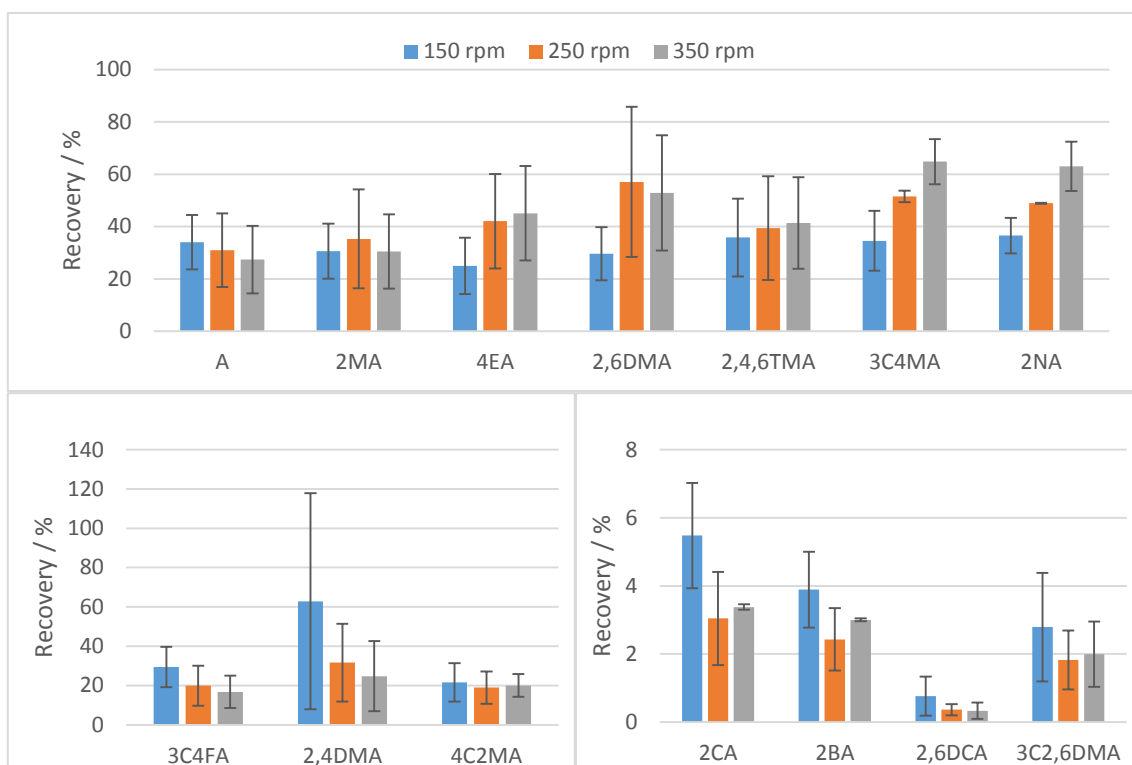 150 rpm 250 rpm 350 rpm
100
80
60
40
20
0
Recovery / %
A 2MA 4EA 2,6DMA 2,4,6TMA 3C4MA 2NA
140
120
100
80
60
40
20
0
Recovery / %
3C4FA 2,4DMA 4C2MA
8
6
4
2
0
Recovery / %
2CA 2BA 2,6DCA 3C2,6DMA